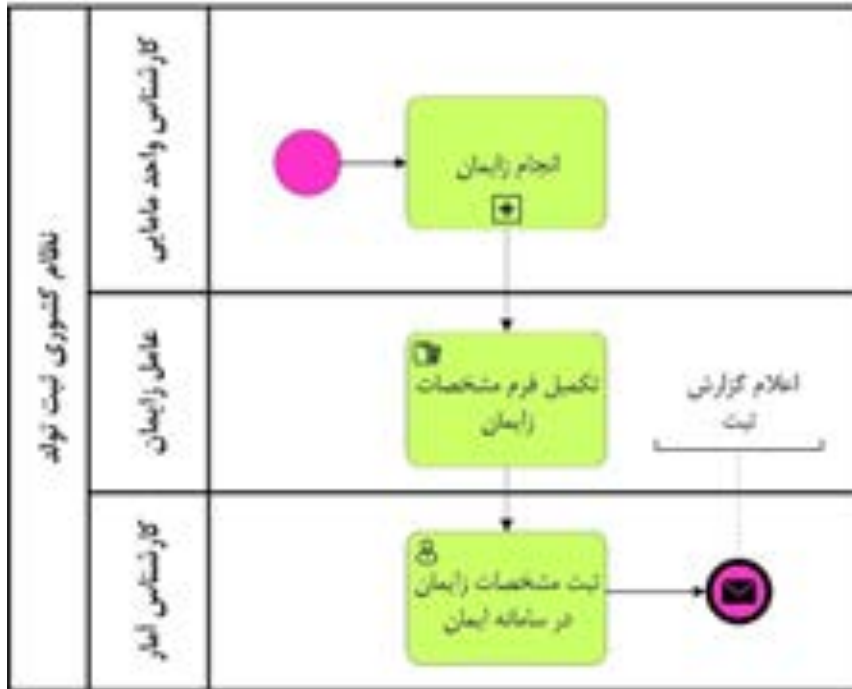 نظام کشوری ثبت تولد
کارشناس واحد مامایی
انجام زایمان
عامل زایمان
تکمیل فرم مشخصات
زایمان
اعلام گزارش
ثبت
کارشناس آمار
ثبت مشخصات زایمان
در سامانه ایمان